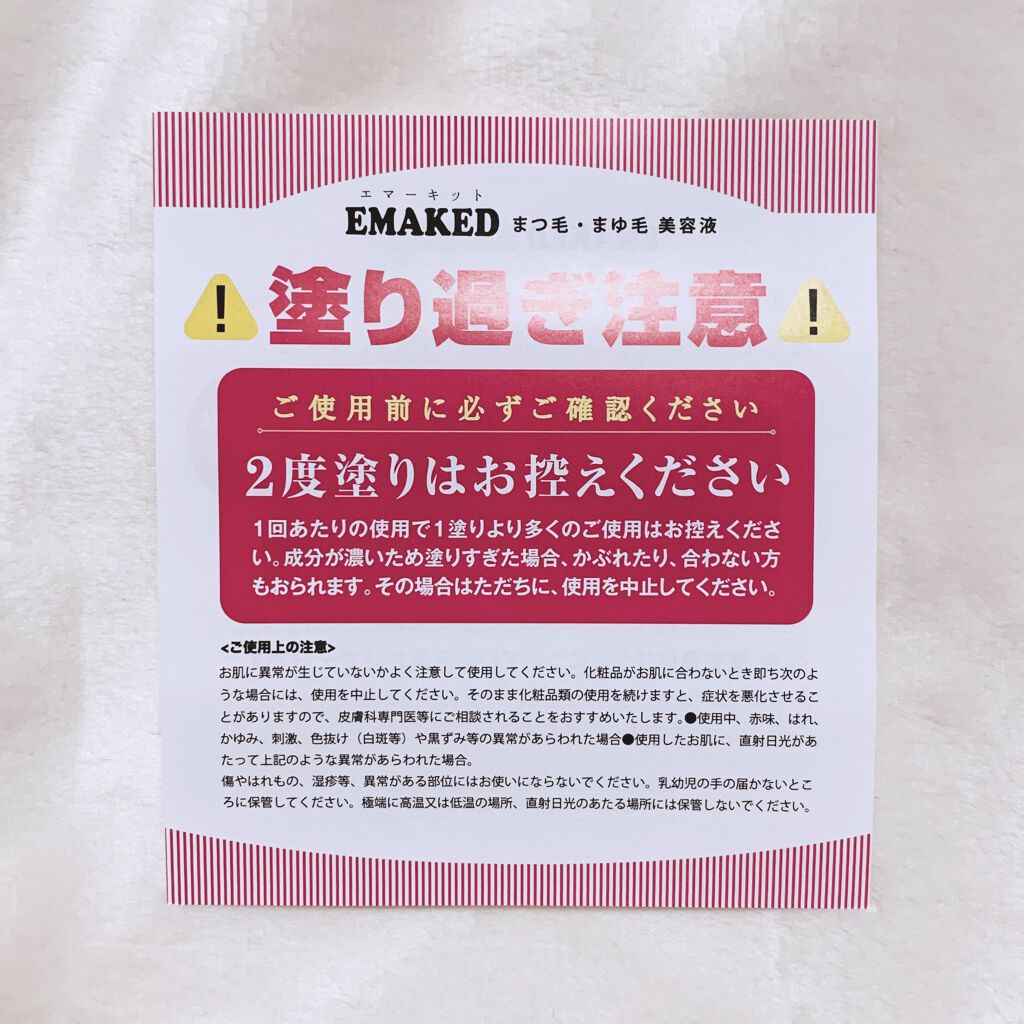 エマーキット
EMAKED まつ毛・まゆ毛 美容液
! 塗り過ぎ注意 !
ご使用前に必ずご確認ください
2度塗りはお控えください
1回あたりの使用で1塗りより多くのご使用はお控えくださ
い。成分が濃いため塗りすぎた場合、かぶれたり、合わない方
もおられます。その場合はただちに、使用を中止してください。
<ご使用上の注意>
お肌に異常が生じていないかよく注意して使用してください。化粧品がお肌に合わないとき即ち次のよ
うな場合には、使用を中止してください。そのまま化粧品類の使用を続けますと、症状を悪化させるこ
とがありますので、皮膚科専門医等にご相談されることをおすすめいたします。●使用中、赤味、はれ、
かゆみ、刺激、色抜け（白斑等）や黒ずみ等の異常があらわれた場合●使用したお肌に、直射日光があ
たって上記のような異常があらわれた場合。
傷やはれもの、湿疹等、異常がある部位にはお使いにならないでください。乳幼児の手の届かないとこ
ろに保管してください。極端に高温又は低温の場所、直射日光のあたる場所には保管しないでください。